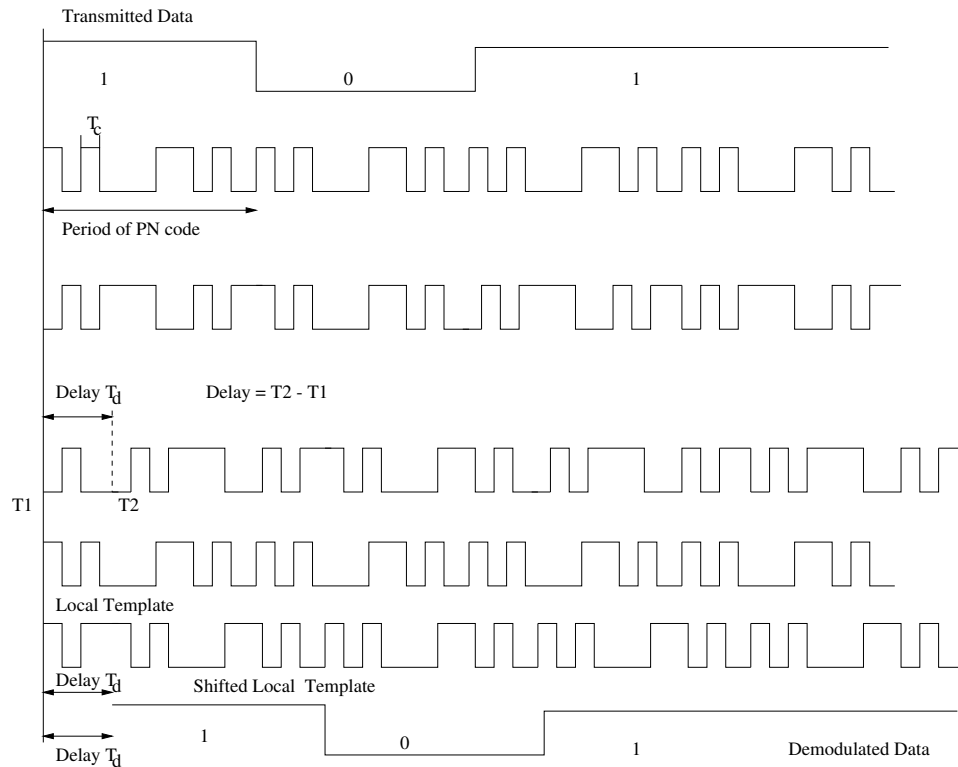 Transmitted Data
1 0 1
Tc
Period of PN code
Delay Td Delay = T2 - T1
T1 T2
Local Template
Delay Td Shifted Local Template
1 0 1
Delay Td Demodulated Data